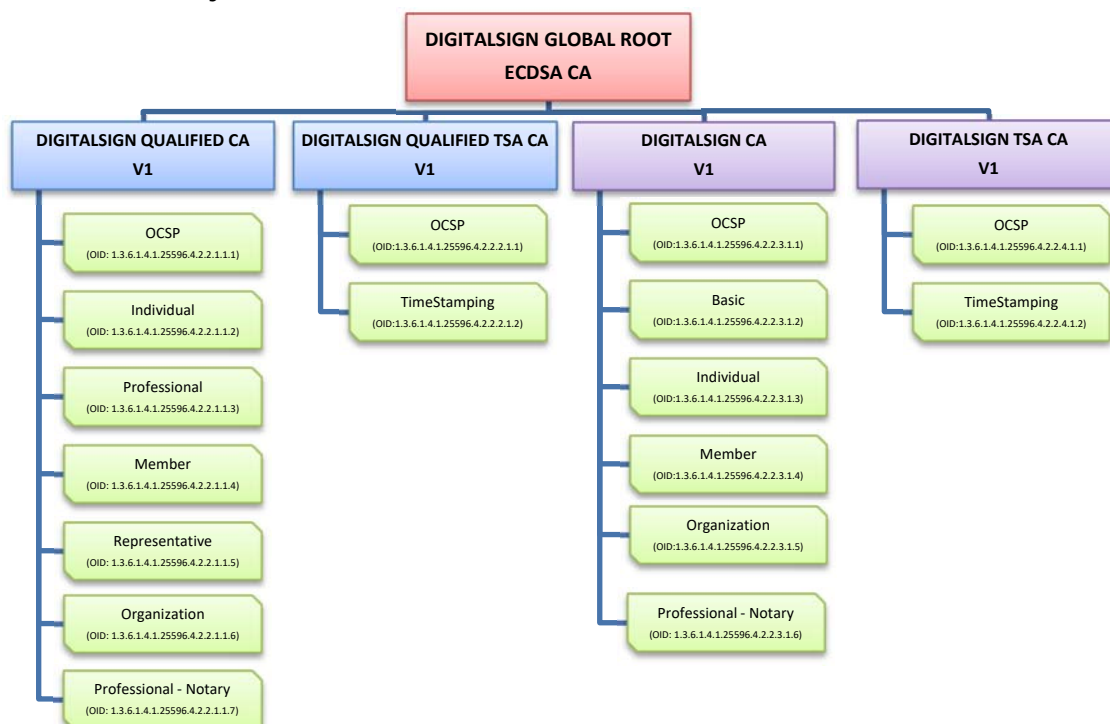 DIGITALSIGN GLOBAL ROOT
ECDSA CA
DIGITALSIGN QUALIFIED CA
V1
OCSP
(OID: 1.3.6.1.4.1.25596.4.2.2.1.1.1)
Individual
(OID: 1.3.6.1.4.1.25596.4.2.2.1.1.2)
Professional
(OID: 1.3.6.1.4.1.25596.4.2.2.1.1.3)
Member
(OID: 1.3.6.1.4.1.25596.4.2.2.1.1.4)
Representative
(OID: 1.3.6.1.4.1.25596.4.2.2.1.1.5)
Organization
(OID: 1.3.6.1.4.1.25596.4.2.2.1.1.6)
Professional - Notary
(OID: 1.3.6.1.4.1.25596.4.2.2.1.1.7)
DIGITALSIGN QUALIFIED TSA CA
V1
OCSP
(OID:1.3.6.1.4.1.25596.4.2.2.2.1.1)
TimeStamping
(OID:1.3.6.1.4.1.25596.4.2.2.2.1.2)
DIGITALSIGN CA
V1
OCSP
(OID:1.3.6.1.4.1.25596.4.2.2.3.1.1)
Basic
(OID:1.3.6.1.4.1.25596.4.2.2.3.1.2)
Individual
(OID:1.3.6.1.4.1.25596.4.2.2.3.1.3)
Member
(OID:1.3.6.1.4.1.25596.4.2.2.3.1.4)
Organization
(OID:1.3.6.1.4.1.25596.4.2.2.3.1.5)
Professional - Notary
(OID: 1.3.6.1.4.1.25596.4.2.2.3.1.6)
DIGITALSIGN TSA CA
V1
OCSP
(OID:1.3.6.1.4.1.25596.4.2.2.4.1.1)
TimeStamping
(OID:1.3.6.1.4.1.25596.4.2.2.4.1.2)